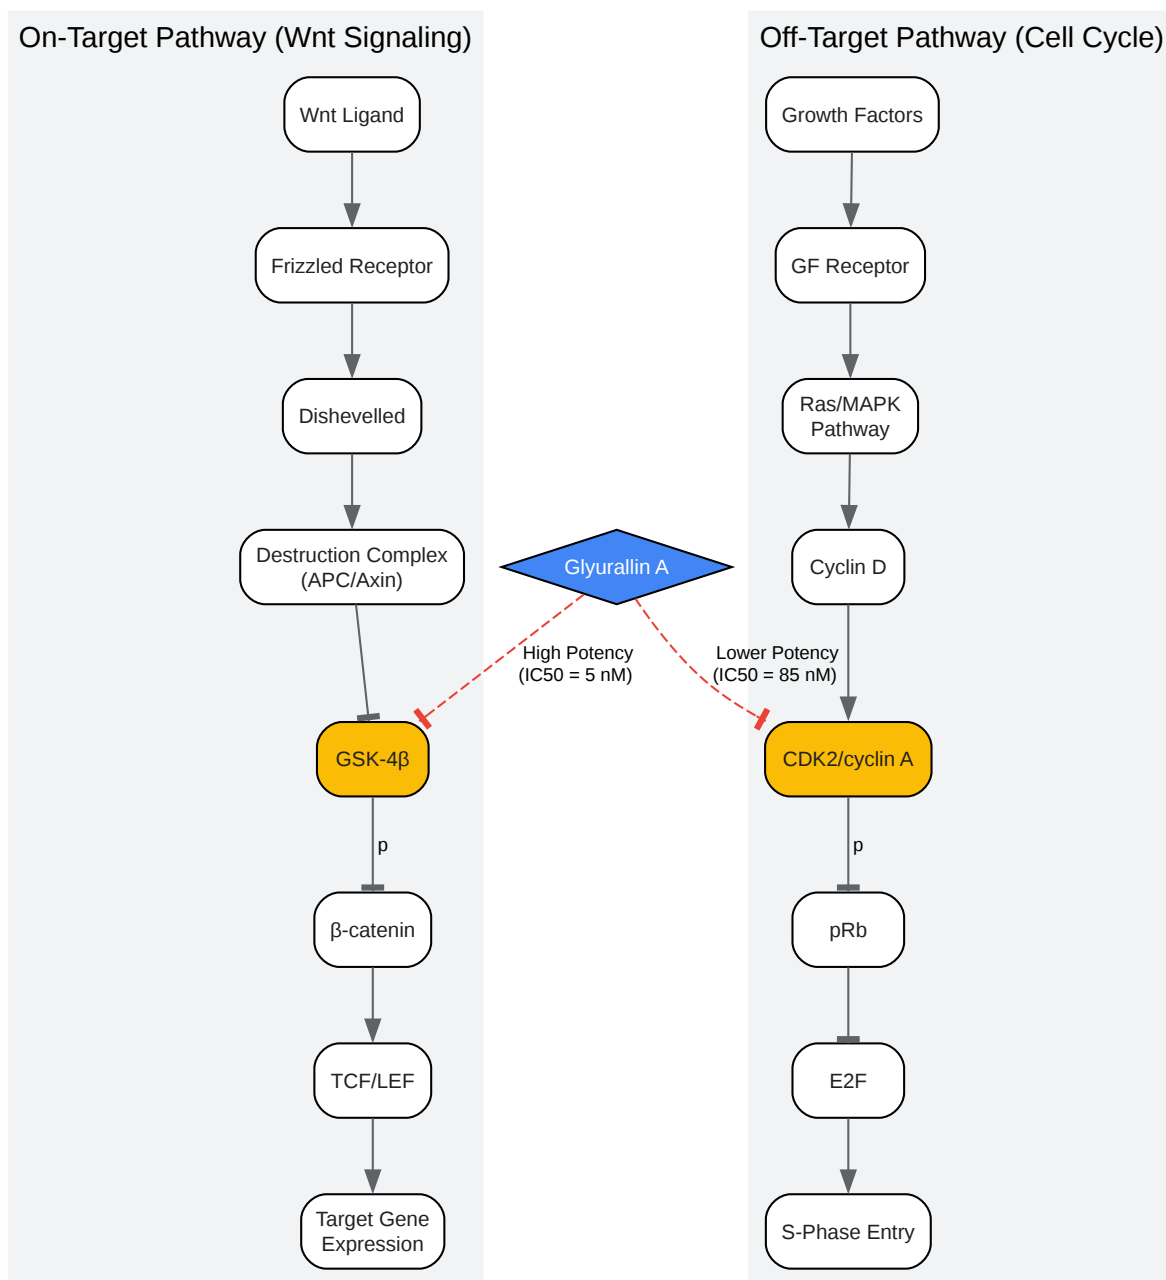 On-Target Pathway (Wnt Signaling)
Wnt Ligand
Frizzled Receptor
Dishevelled
Destruction Complex
(APC/Axin)
GSK-4β
p
β-catenin
TCF/LEF
Target Gene
Expression
Glyurallin A
High Potency
(IC50 = 5 nM)
Lower Potency
(IC50 = 85 nM)
Off-Target Pathway (Cell Cycle)
Growth Factors
GF Receptor
Ras/MAPK
Pathway
Cyclin D
CDK2/cyclin A
p
pRb
E2F
S-Phase Entry